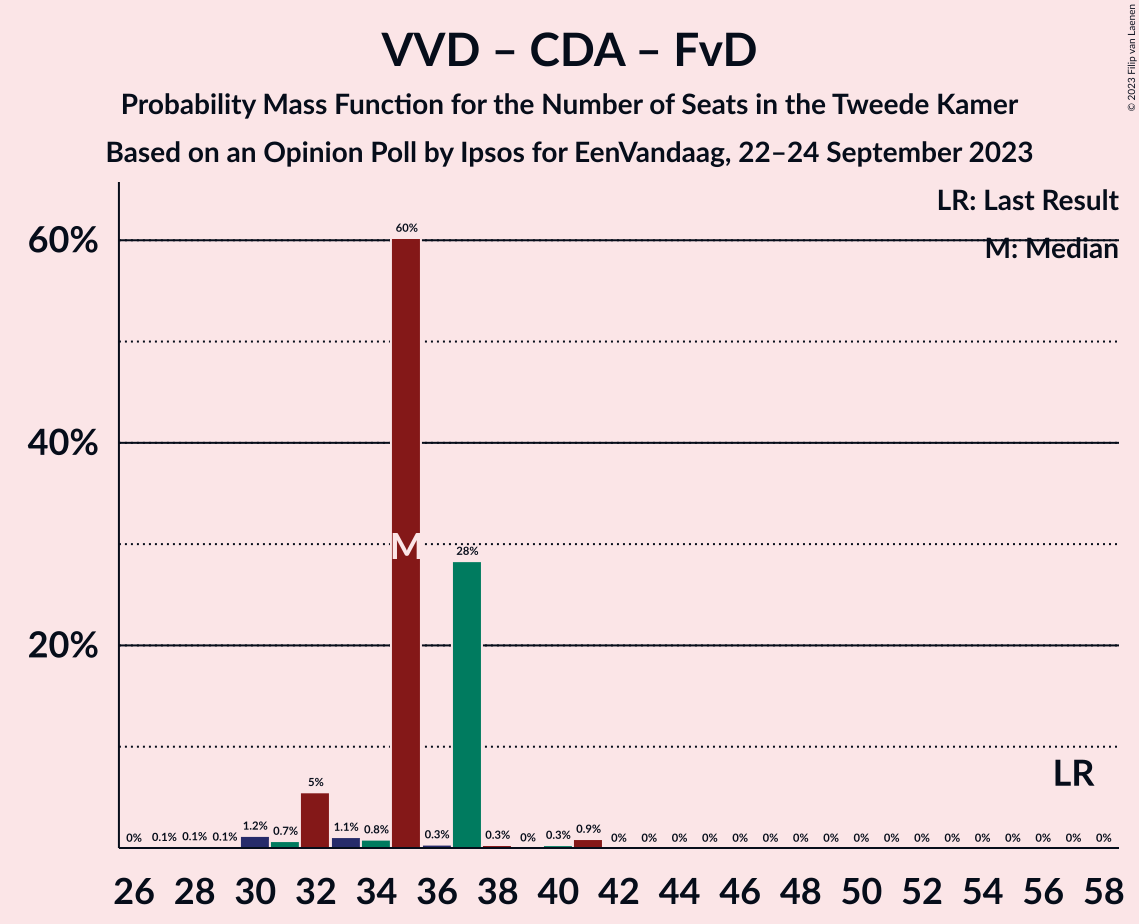 VVD – CDA – FvD
Probability Mass Function for the Number of Seats in the Tweede Kamer
Based on an Opinion Poll by Ipsos for EenVandaag, 22–24 September 2023
© 2023 Filip van Laenen
LR: Last Result
M: Median
60%
40%
20%
0% 0.1% 0.1% 0.1% 1.2% 0.7% 5% 1.1% 0.8% 60% 0.3% 28% 0.3% 0% 0.3% 0.9% 0% 0% 0% 0% 0% 0% 0% 0% 0% 0% 0% 0% 0% 0% 0% 0% 0%
M
LR
26 28 30 32 34 36 38 40 42 44 46 48 50 52 54 56 58